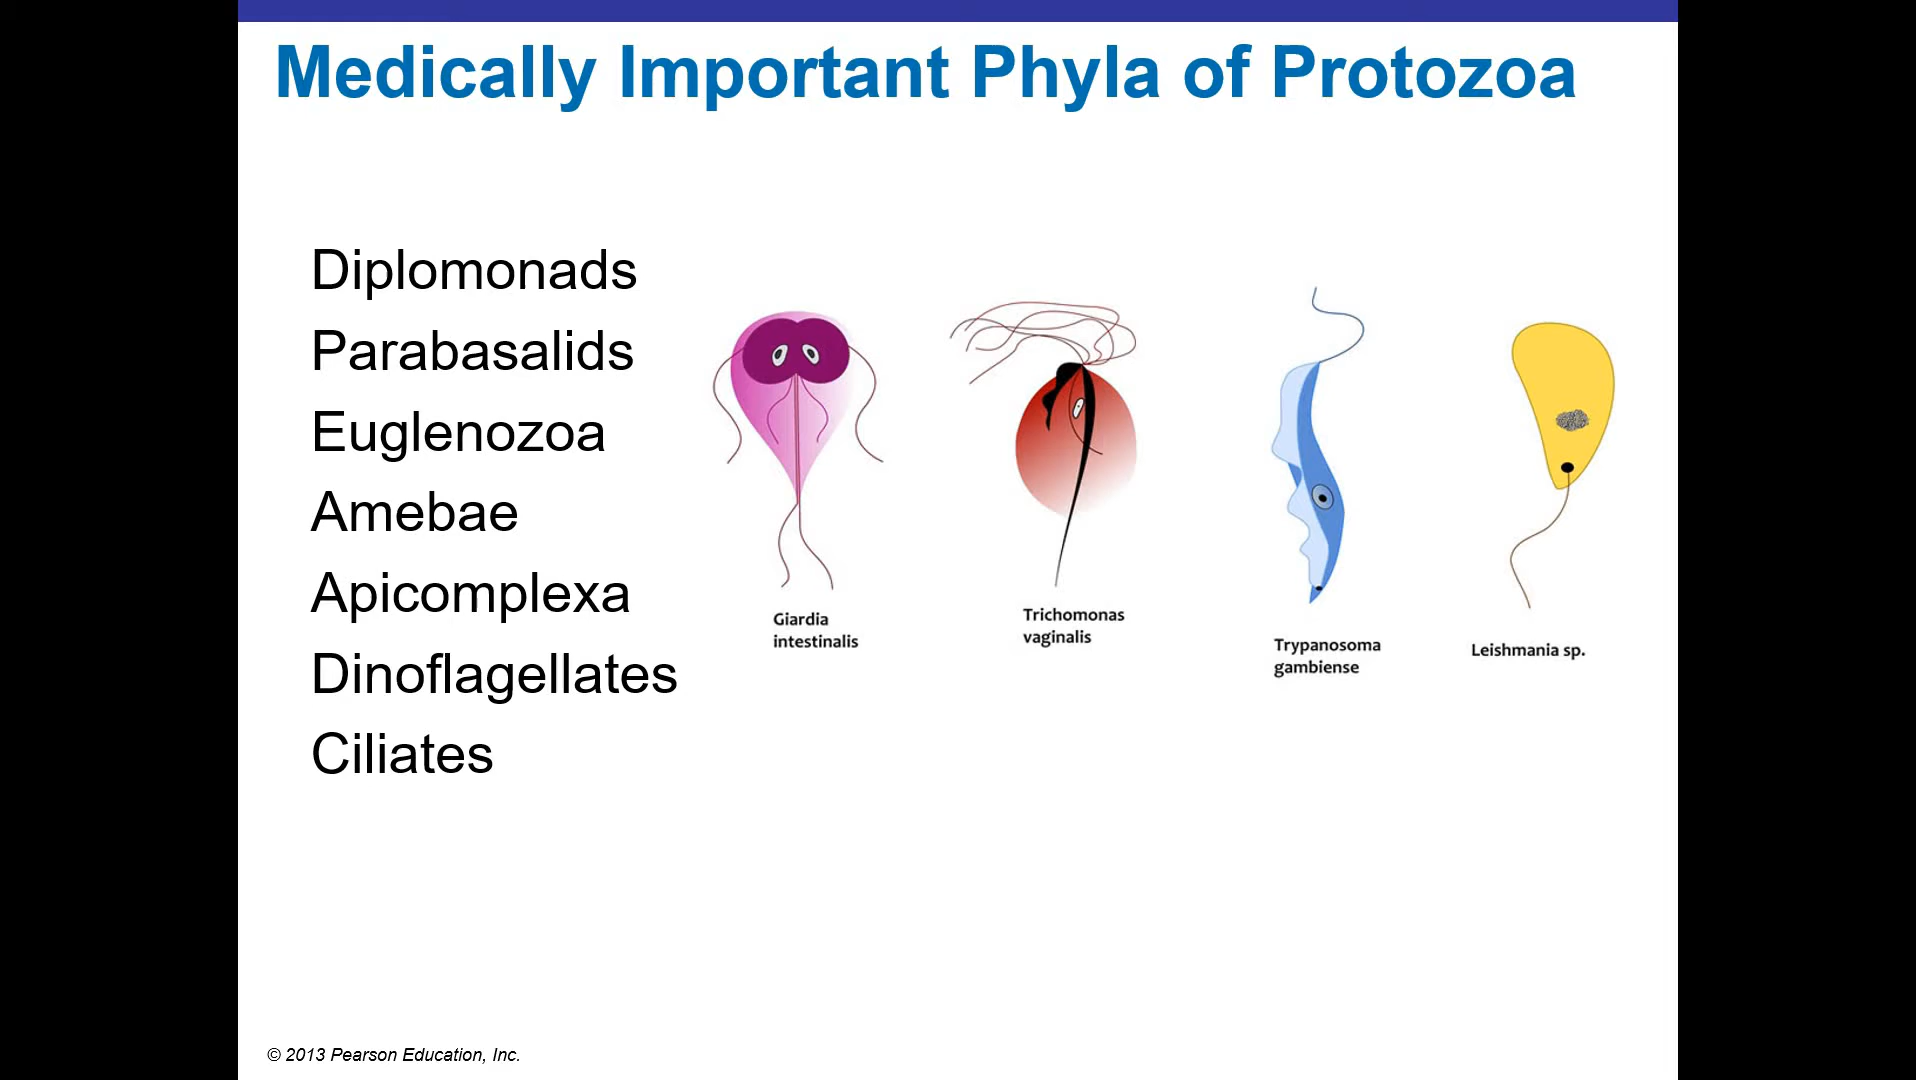 Medically Important Phyla of Protozoa
Diplomonads
Parabasalids
Euglenozoa
Amebae
Apicomplexa
Dinoflagellates
Ciliates
Giardia
intestinalis
Trichomonas
vaginalis
Trypanosoma
gambiense
Leishmania sp.
© 2013 Pearson Education, Inc.